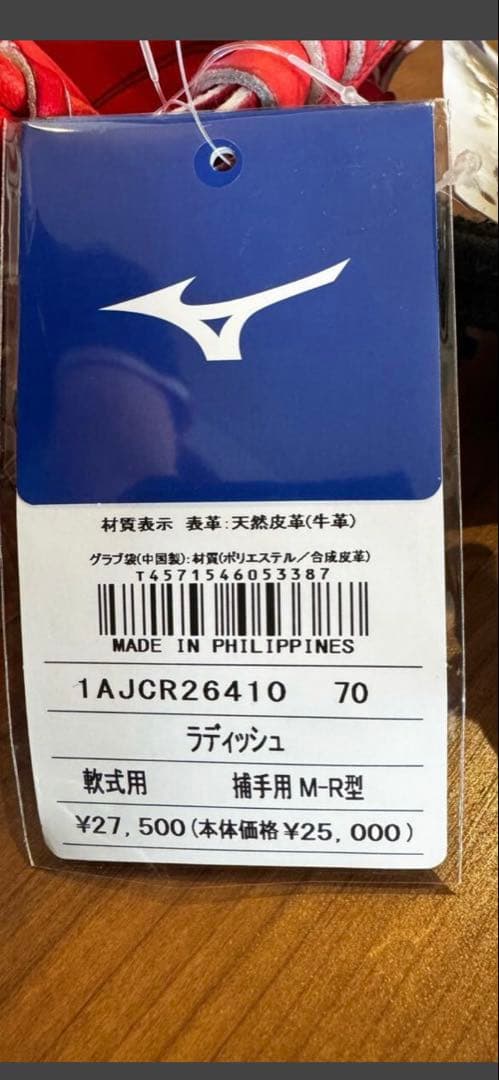 材質表示 表革:天然皮革(牛革)
グラブ袋(中国製):材質(ポリエステル/合成皮革)
T4571546053387
MADE IN PHILIPPINES
1AJCR26410 70
ラディッシュ
軟式用 捕手用 M-R型
¥27,500(本体価格¥25,000)